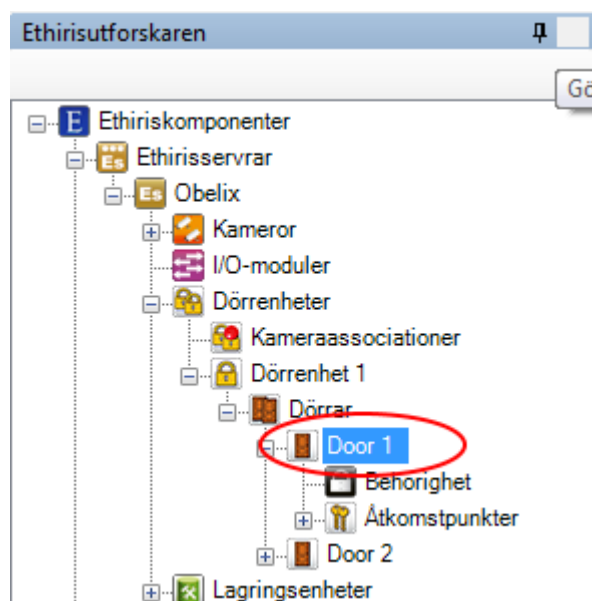 Ethirisutforskaren
Gö
Ethiriskomponenter
Ethirisservrar
Obelix
Kameror
I/O-moduler
Dörrenheter
Kameraassociationer
Dörrenhet 1
Dörrar
Door 1
Behörighet
Åtkomstpunkter
Door 2
Lagringsenheter